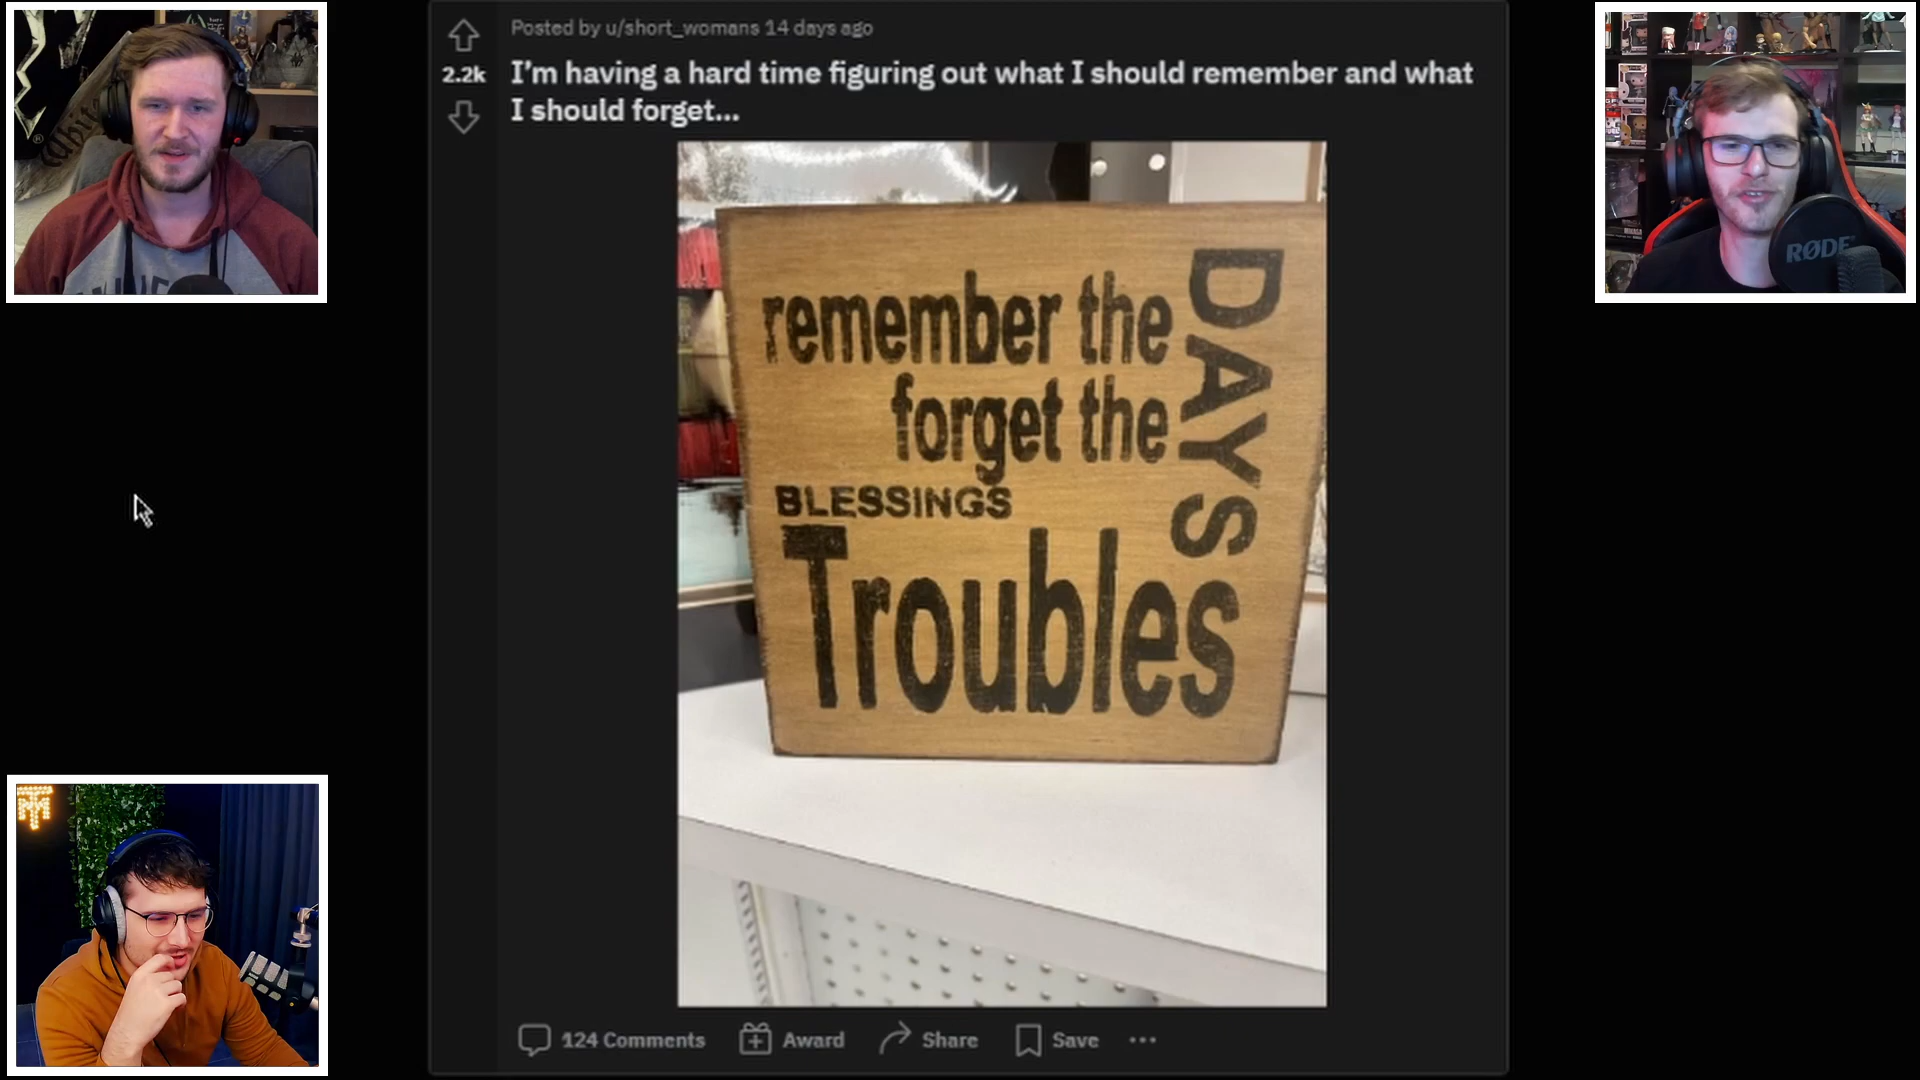 Posted by u/short_womans 14 days ago
2.2k
I'm having a hard time figuring out what I should remember and what
I should forget...
remember the
forget the
DAYS
BLESSINGS
Troubles
124 Comments
Award
Share
Save
RØDE